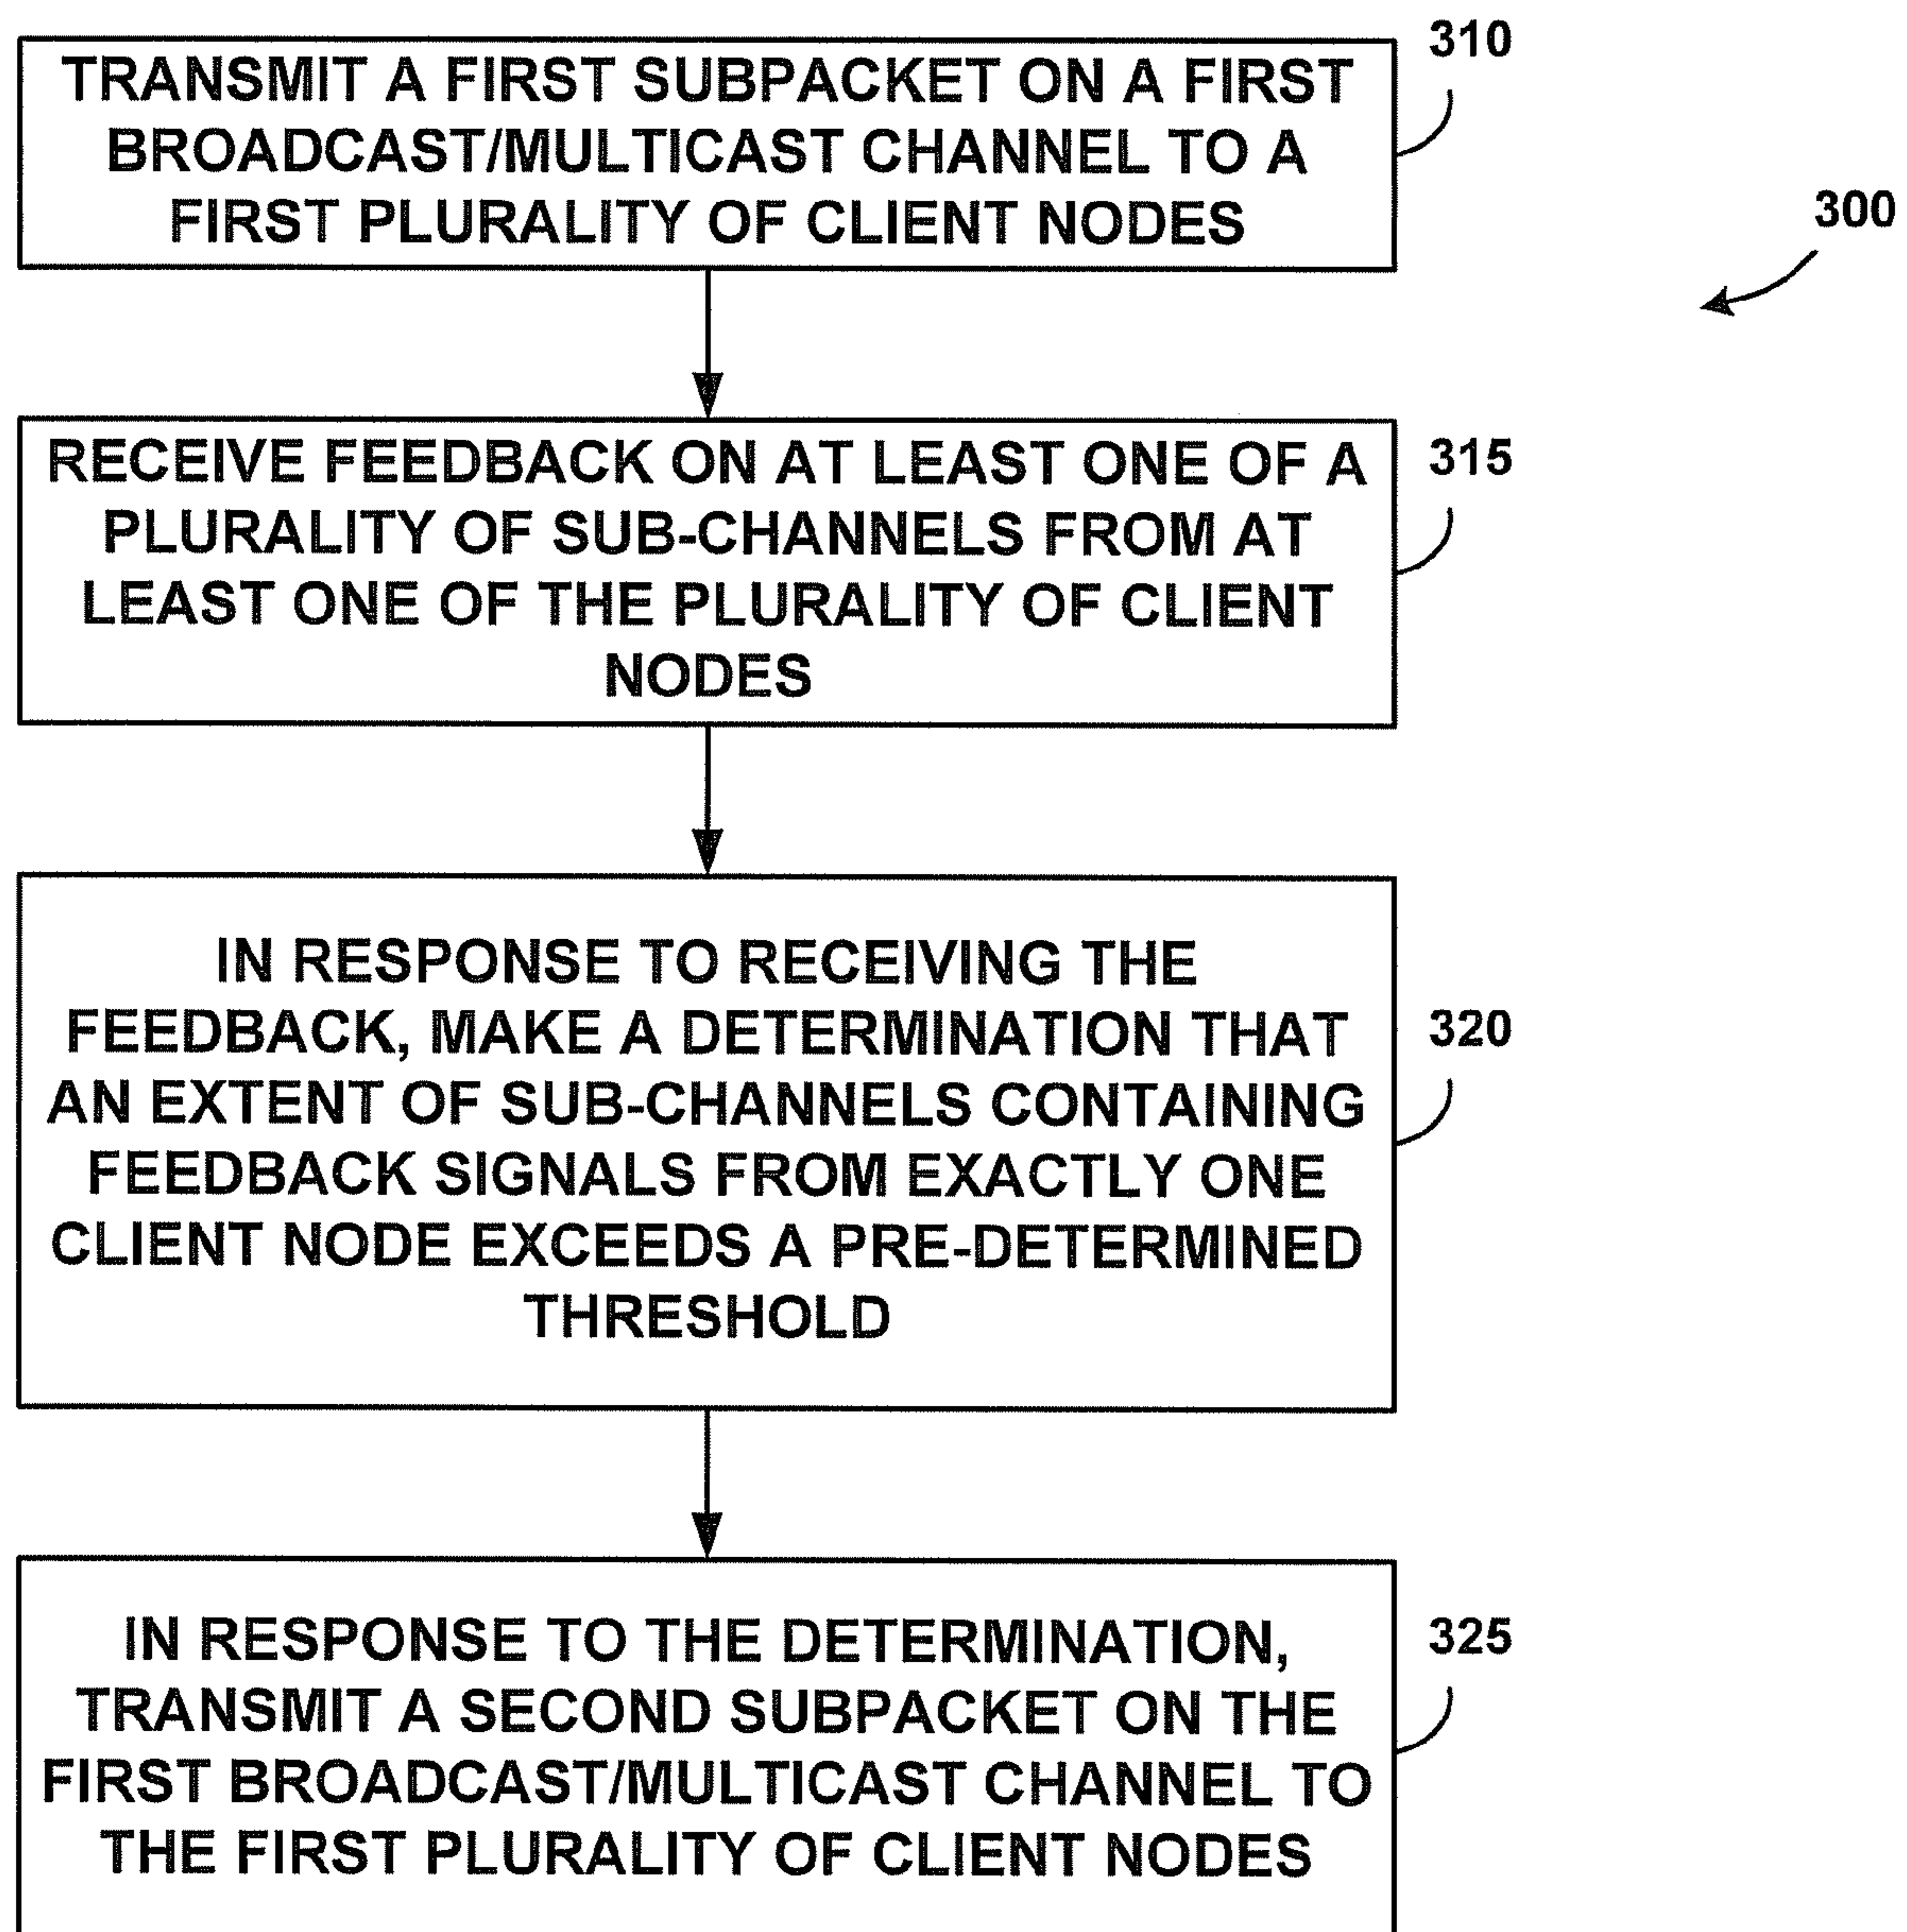 310
TRANSMIT A FIRST SUBPACKET ON A FIRST
BROADCAST/MULTICAST CHANNEL TO A
FIRST PLURALITY OF CLIENT NODES
300
315
RECEIVE FEEDBACK ON AT LEAST ONE OF A
PLURALITY OF SUB-CHANNELS FROM AT
LEAST ONE OF THE PLURALITY OF CLIENT
NODES
320
IN RESPONSE TO RECEIVING THE
FEEDBACK, MAKE A DETERMINATION THAT
AN EXTENT OF SUB-CHANNELS CONTAINING
FEEDBACK SIGNALS FROM EXACTLY ONE
CLIENT NODE EXCEEDS A PRE-DETERMINED
THRESHOLD
325
IN RESPONSE TO THE DETERMINATION,
TRANSMIT A SECOND SUBPACKET ON THE
FIRST BROADCAST/MULTICAST CHANNEL TO
THE FIRST PLURALITY OF CLIENT NODES